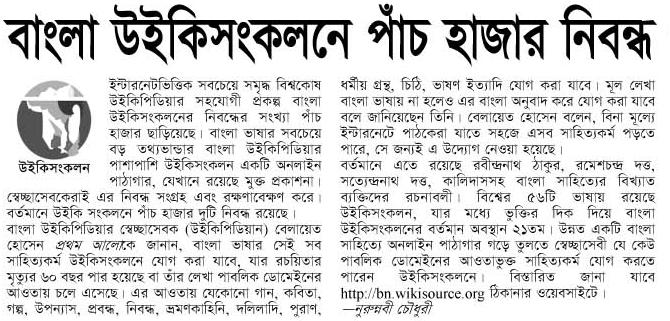 বাংলা উইকিসংকলনে পাঁচ হাজার নিবন্ধ
ইন্টারনেটভিত্তিক সবচেয়ে সমৃদ্ধ বিশ্বকোষ
উইকিপিডিয়ার সহযোগী প্রকল্প বাংলা
উইকিসংকলনের নিবন্ধের সংখ্যা পাঁচ
হাজার ছাড়িয়েছে। বাংলা ভাষার সবচেয়ে
বড় তথ্যভান্ডার বাংলা উইকিপিডিয়ার
পাশাপাশি উইকিসংকলন একটি অনলাইন
পাঠাগার, যেখানে রয়েছে মুক্ত প্রকাশনা।
উইকিসংকলন
স্বেচ্ছাসেবকেরাই এর নিবন্ধ সংগ্রহ এবং রক্ষণাবেক্ষণ করে।
বর্তমানে উইকি সংকলনে পাঁচ হাজার দুটি নিবন্ধ রয়েছে।
বাংলা উইকিপিডিয়ার স্বেচ্ছাসেবক (উইকিপিডিয়ান) বেলায়েত
হোসেন প্রথম আলোকে জানান, বাংলা ভাষার সেই সব
সাহিত্যকর্ম উইকিসংকলনে যোগ করা যাবে, যার রচয়িতার
মৃত্যুর ৬০ বছর পার হয়েছে বা তাঁর লেখা পাবলিক ডোমেইনের
আওতায় চলে এসেছে। এর আওতায় যেকোনো গান, কবিতা,
গল্প, উপন্যাস, প্রবন্ধ, নিবন্ধ, ভ্রমণকাহিনি, দলিলাদি, পুরাণ,
ধর্মীয় গ্রন্থ, চিঠি, ভাষণ ইত্যাদি যোগ করা যাবে। মূল লেখা
বাংলা ভাষায় না হলেও এর বাংলা অনুবাদ করে যোগ করা যাবে
বলে জানিয়েছেন তিনি। বেলায়েত হোসেন বলেন, বিনা মূল্যে
ইন্টারনেটে পাঠকেরা যাতে সহজে এসব সাহিত্যকর্ম পড়তে
পারে, সে জন্যই এ উদ্যোগ নেওয়া হয়েছে।
বর্তমানে এতে রয়েছে রবীন্দ্রনাথ ঠাকুর, রমেশচন্দ্র দত্ত,
সত্যেন্দ্রনাথ দত্ত, কালিদাসসহ বাংলা সাহিত্যের বিখ্যাত
ব্যক্তিদের রচনাবলী। বিশ্বের ৫৬টি ভাষায় রয়েছে
উইকিসংকলন, যার মধ্যে ভুক্তির দিক দিয়ে বাংলা
উইকিসংকলনের বর্তমান অবস্থান ২১তম। উন্নত একটি বাংলা
সাহিত্যে অনলাইন পাঠাগার গড়ে তুলতে স্বেচ্ছাসেবী যে কেউ
পাবলিক ডোমেইনের আওতাভুক্ত সাহিত্যকর্ম যোগ করতে
পারেন উইকিসংকলনে। বিস্তারিত জানা যাবে
http://bn.wikisource.org ঠিকানার ওয়েবসাইটে।
—নুরুন্নবী চৌধুরী